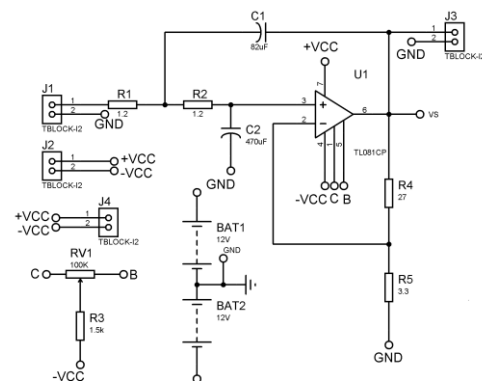 C1
82uF
J3
1
2
GND
TBLOCK-I2
+VCC
U1
7
J1
1
2
TBLOCK-I2
GND
R1
1.2
R2
1.2
3
2
6
VS
4
1
5
TL081CP
C2
470uF
GND
-VCC
C
B
J2
1
2
+VCC
-VCC
TBLOCK-I2
R4
27
J4
+VCC
-VCC
1
2
TBLOCK-I2
BAT1
12V
GND
RV1
100K
C
B
R3
1.5k
-VCC
BAT2
12V
R5
3.3
GND